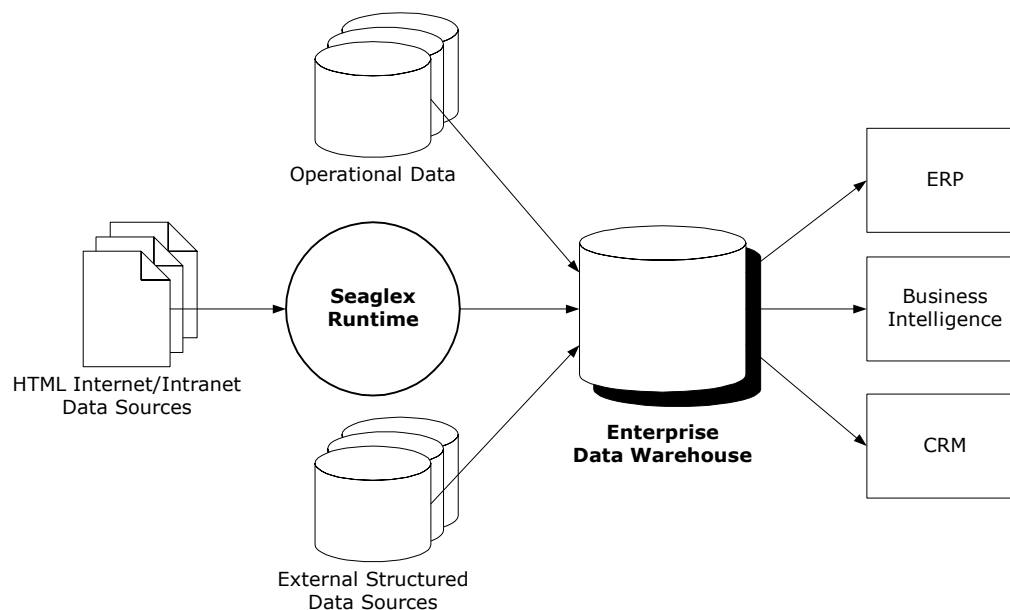 Operational Data
ERP
Seaglex
Runtime
Business
Intelligence
HTML Internet/Intranet
Data Sources
Enterprise
Data Warehouse
CRM
External Structured
Data Sources